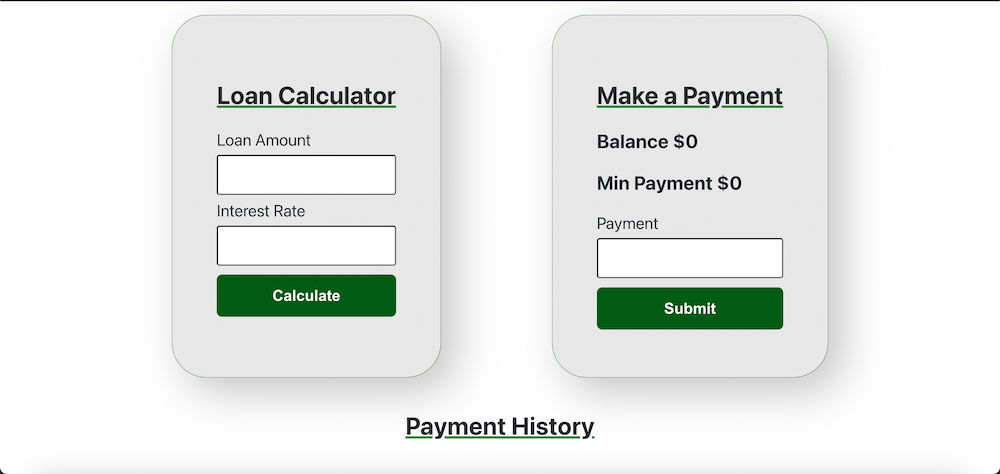 Loan Calculator
Loan Amount
Interest Rate
Calculate
Make a Payment
Balance $0
Min Payment $0
Payment
Submit
Payment History